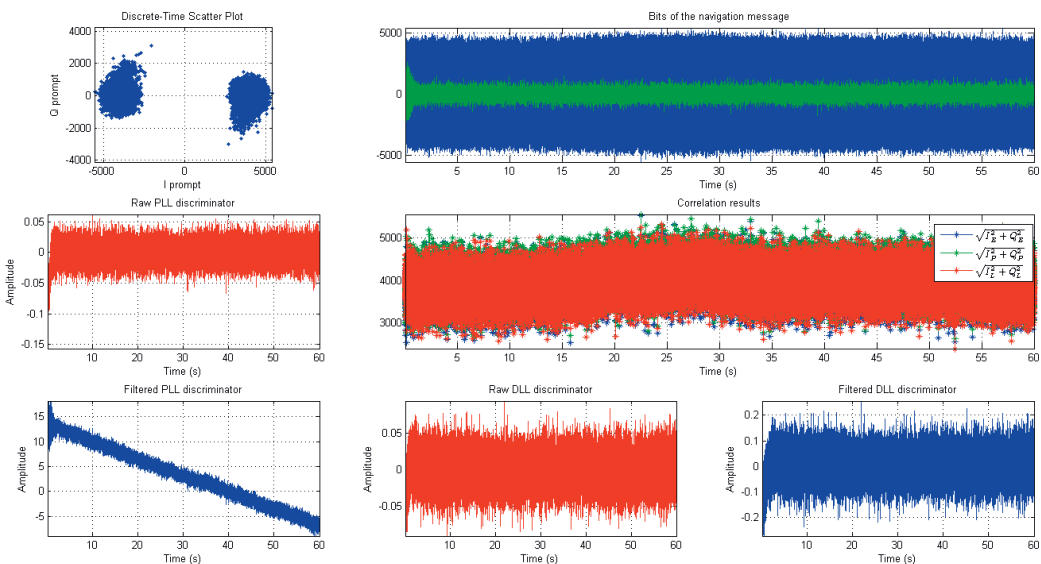 Discrete-Time Scatter Plot
4000
2000
0
-2000
-4000
Q prompt
-5000 0 5000
I prompt
Bits of the navigation message
5000
0
-5000
5 10 15 20 25 30 35 40 45 50 55 60
Time (s)
Raw PLL discriminator
0.05
0
-0.05
-0.1
-0.15
Amplitude
10 20 30 40 50 60
Time (s)
Correlation results
5000
4000
3000
√I²_E + Q²_E
√I²_P + Q²_P
√I²_L + Q²_L
5 10 15 20 25 30 35 40 45 50 55 60
Time (s)
Filtered PLL discriminator
15
10
5
0
-5
Amplitude
10 20 30 40 50 60
Time (s)
Raw DLL discriminator
0.05
0
-0.05
Amplitude
10 20 30 40 50 60
Time (s)
Filtered DLL discriminator
0.2
0.1
0
-0.1
-0.2
Amplitude
10 20 30 40 50 60
Time (s)